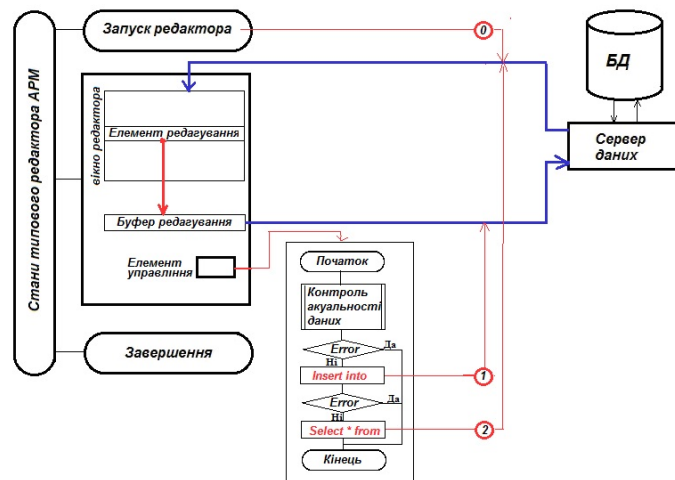 Стани типового редактора АРМ
Запуск редактора
0
БД
вікно редактора
Елемент редагування
Сервер
даних
Буфер редагування
Елемент
управління
Початок
Контроль
акуальності
даних
Error
Да
Ні
Insert into
1
Error
Да
Ні
Select * from
2
Кінець
Завершення